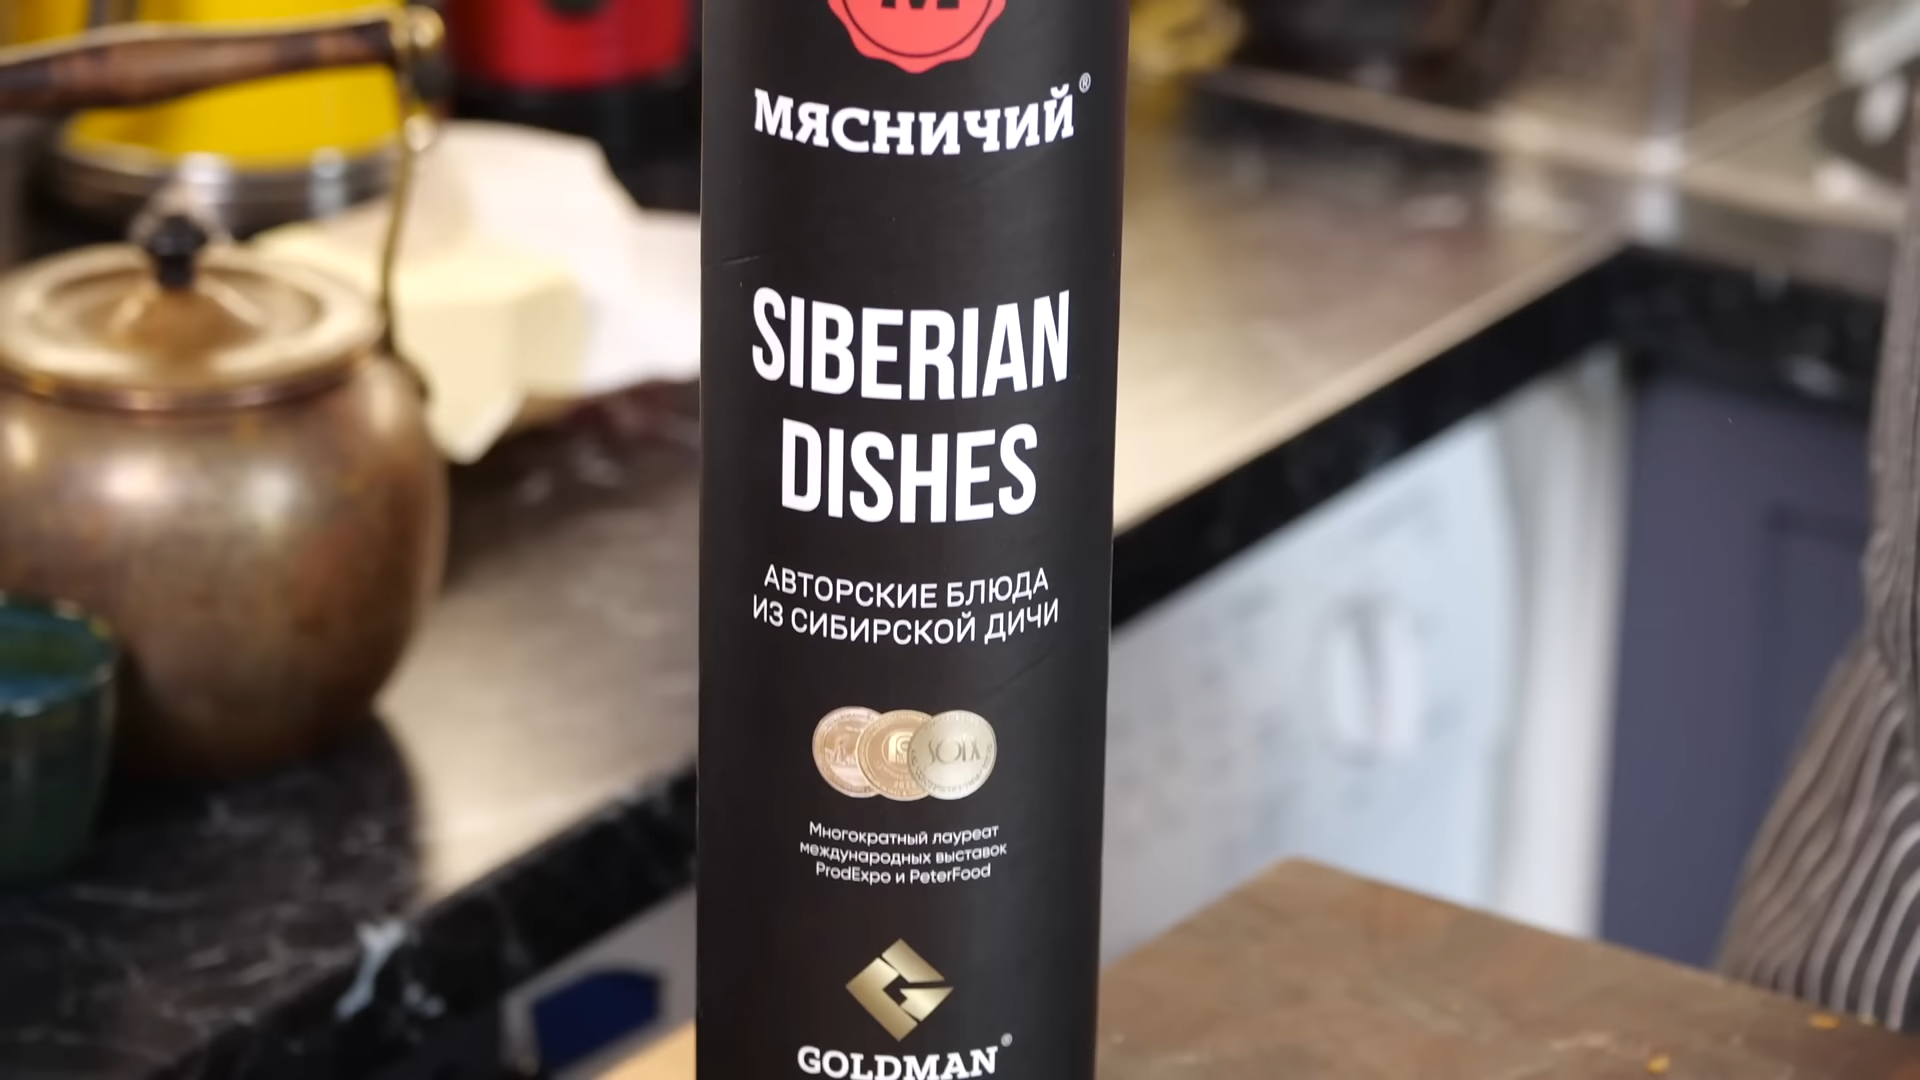 МЯСНИЧИЙ®
SIBERIAN
DISHES
АВТОРСКИЕ БЛЮДА
ИЗ СИБИРСКОЙ ДИЧИ
Многократный лауреат
международных выставок
ProdExpo и PeterFood
GOLDMAN®